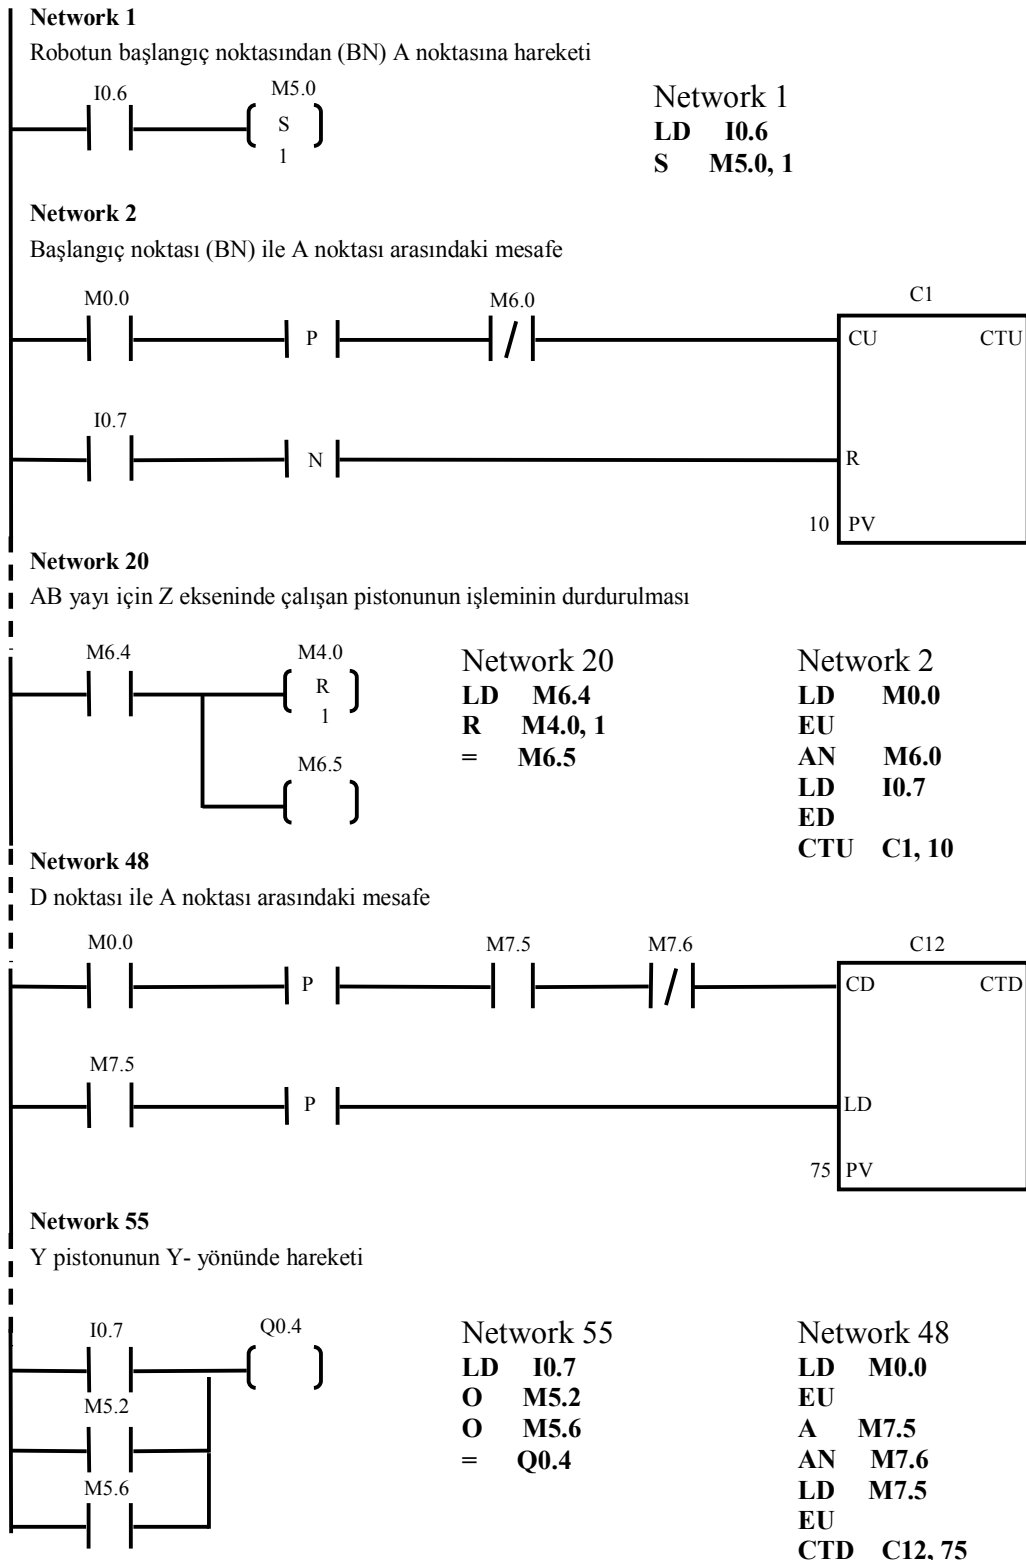 Network 1
Robotun başlangıç noktasından (BN) A noktasına hareketi
I0.6
M5.0
S
1
Network 1
LD I0.6
S M5.0, 1
Network 2
Başlangıç noktası (BN) ile A noktası arasındaki mesafe
M0.0
P
M6.0
C1
CU CTU
I0.7
N
R
10 PV
Network 20
AB yayı için Z ekseninde çalışan pistonunun işleminin durdurulması
M6.4
M4.0
R
1
M6.5
Network 20
LD M6.4
R M4.0, 1
= M6.5
Network 2
LD M0.0
EU
AN M6.0
LD I0.7
ED
CTU C1, 10
Network 48
D noktası ile A noktası arasındaki mesafe
M0.0
P
M7.5
M7.6
C12
CD CTD
M7.5
P
LD
75 PV
Network 55
Y pistonunun Y- yönünde hareketi
I0.7
Q0.4
M5.2
M5.6
Network 55
LD I0.7
O M5.2
O M5.6
= Q0.4
Network 48
LD M0.0
EU
A M7.5
AN M7.6
LD M7.5
EU
CTD C12, 75